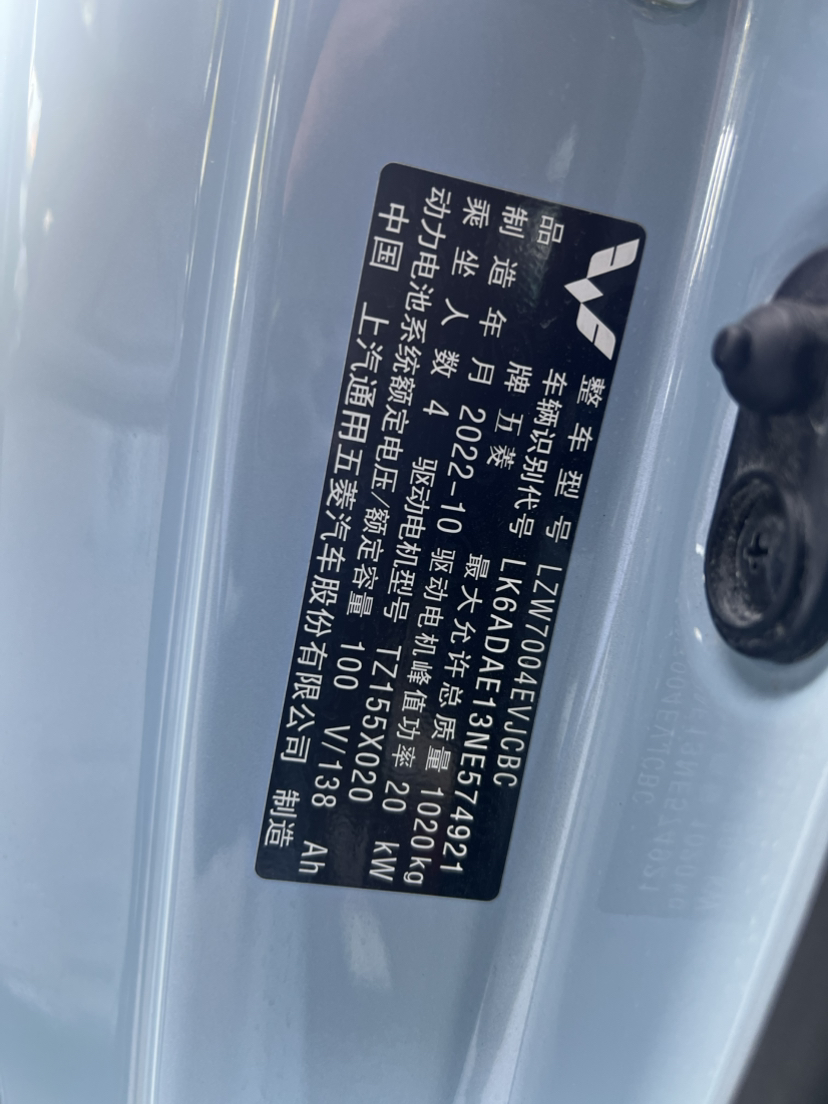 整车型号 LZW7004EVJCBC
车辆识别代号 LK6ADAE13NE574921
品牌 五菱 最大允许总质量 1020kg
制造年月 2022-10 驱动电机峰值功率 20 kW
乘坐人数 4 驱动电机型号 TZ155X020
动力电池系统额定电压/额定容量 100 V/138 Ah
中国 上汽通用五菱汽车股份有限公司 制造